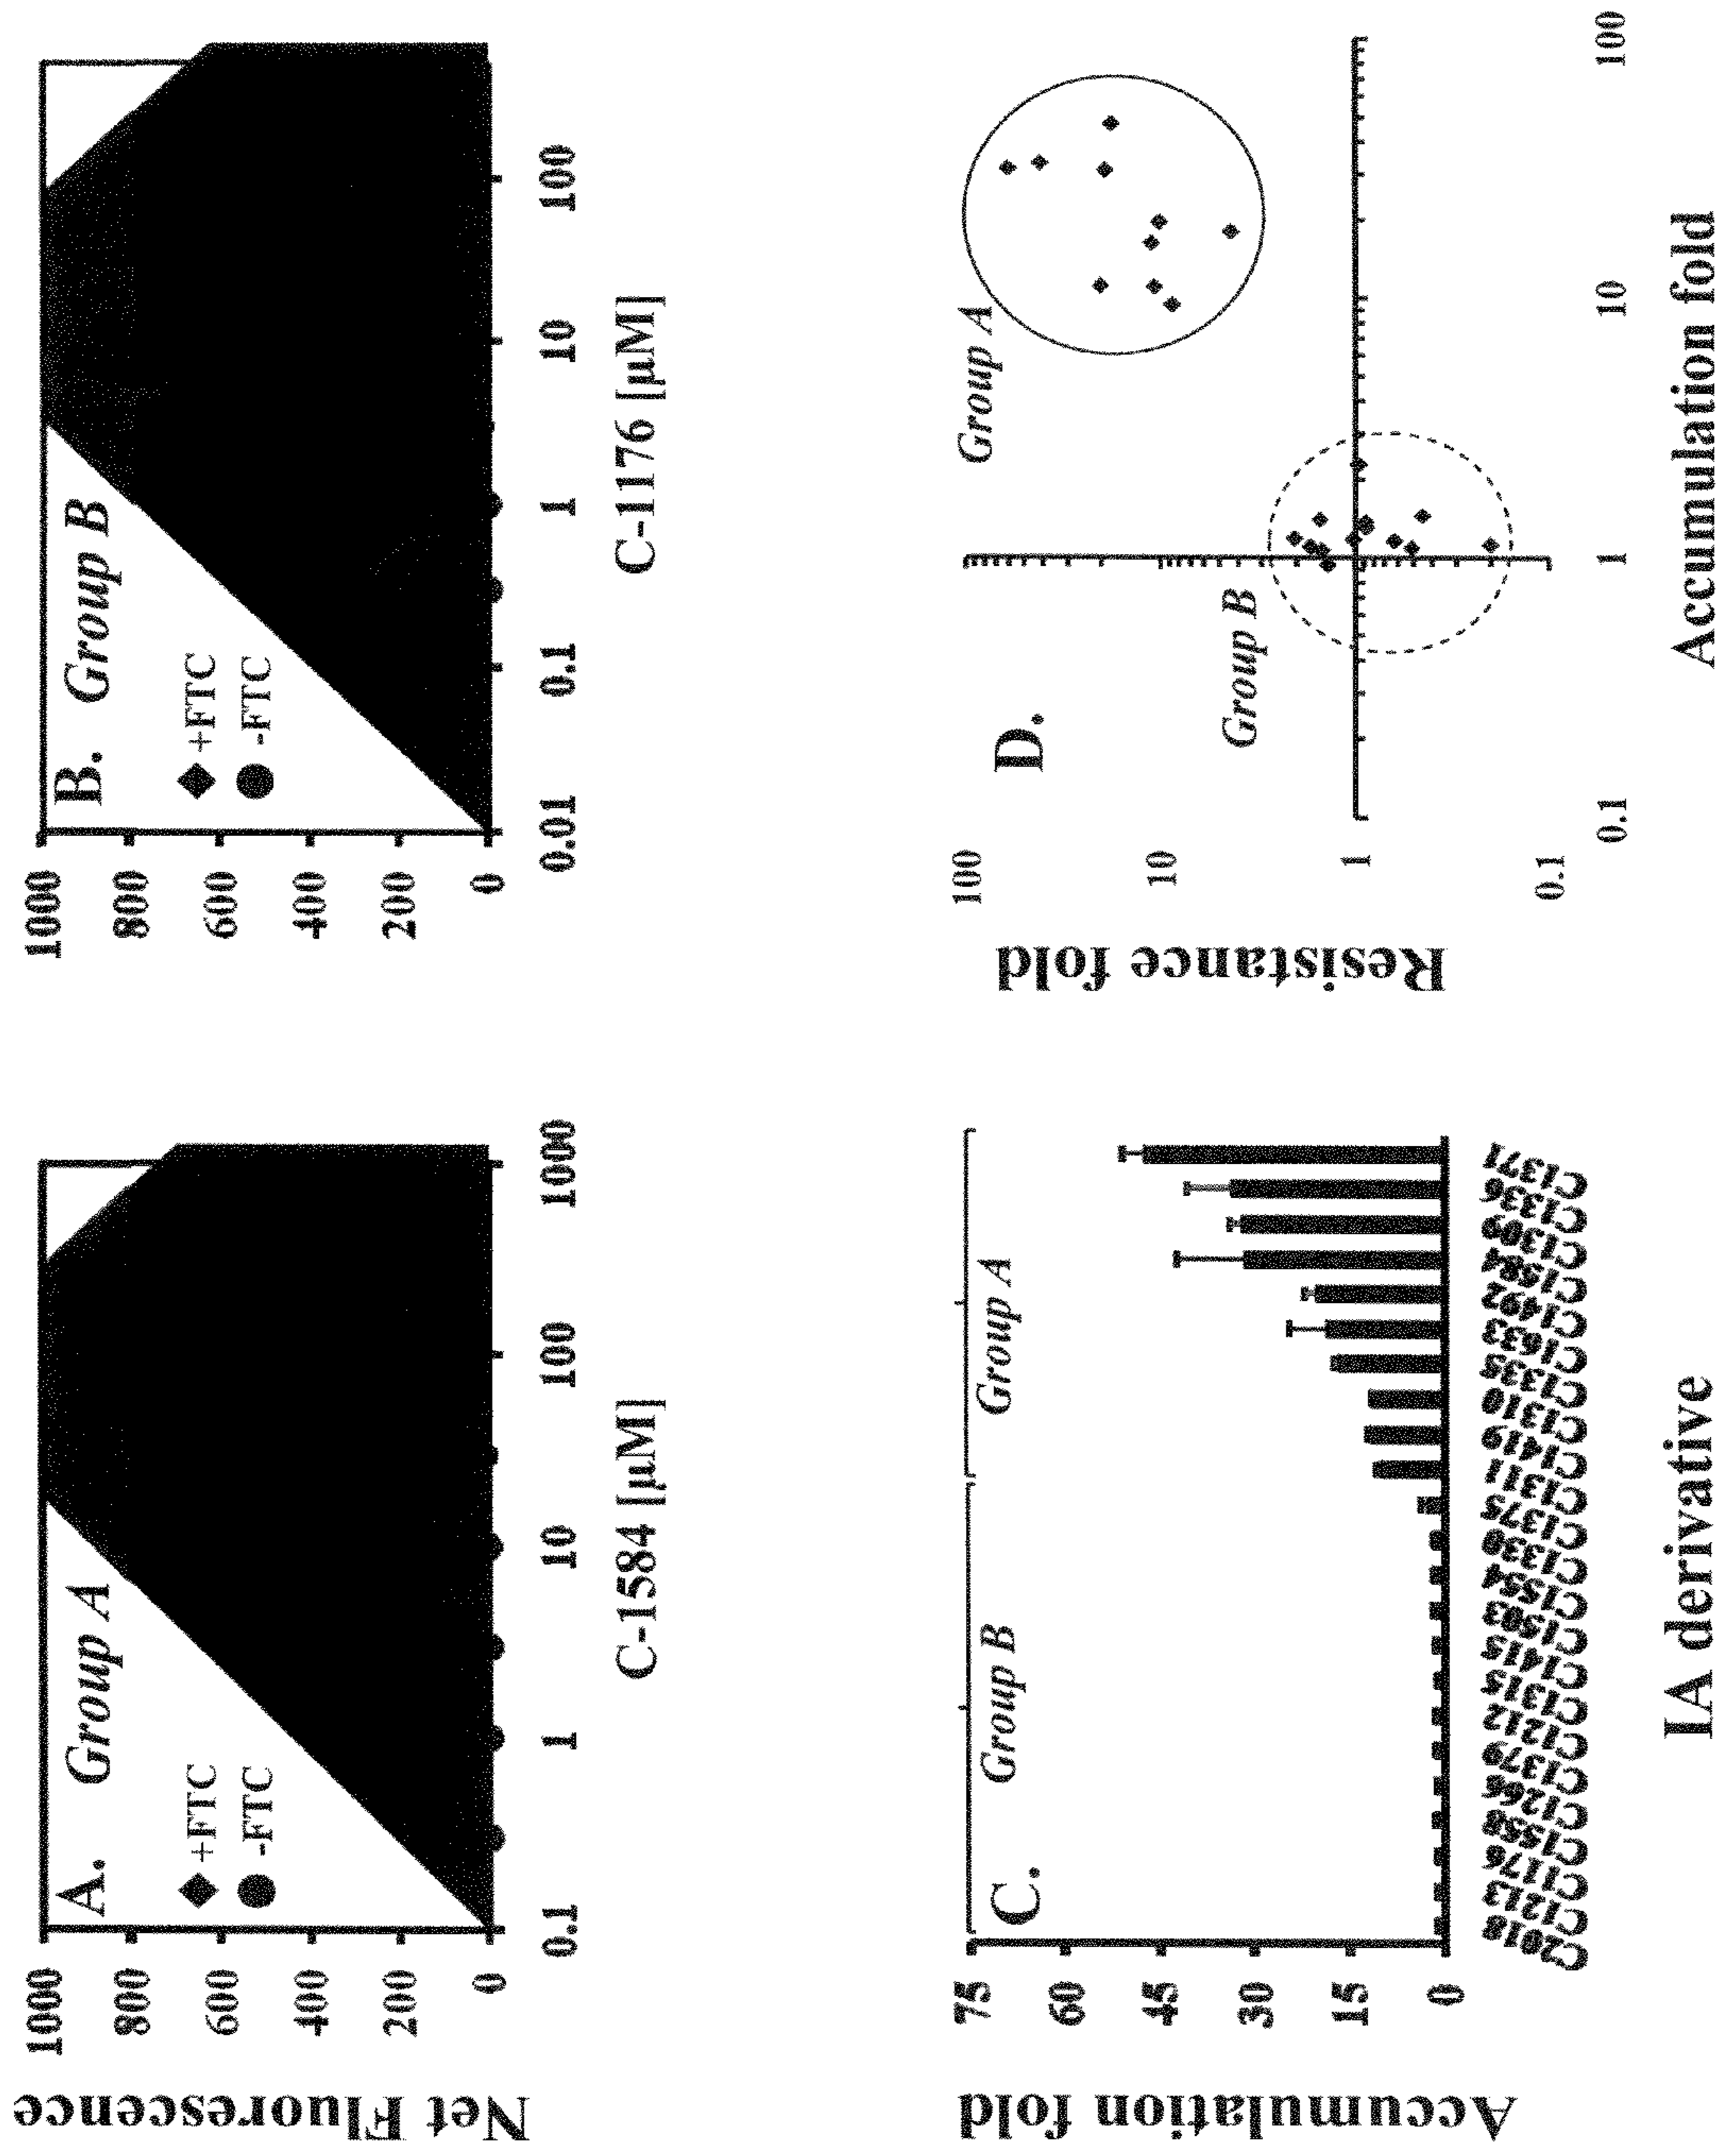 A. Group A
◆ +FTC
● -FTC
Net Fluorescence
1000
800
600
400
200
0
0.1
1
10
100
1000
C-1584 [µM]
B. Group B
◆ +FTC
● -FTC
1000
800
600
400
200
0
0.01
0.1
1
10
100
C-1176 [µM]
C.
Group B
Group A
Accumulation fold
75
60
45
30
15
0
C2018
C1213
C1176
C1558
C1266
C1379
C1212
C1315
C1415
C1503
C1554
C1330
C1375
C1311
C1419
C1310
C1335
C1633
C1492
C1584
C1309
C1336
C1371
IA derivative
D.
Group A
Group B
Resistance fold
100
10
1
0.1
0.1
1
10
100
Accumulation fold